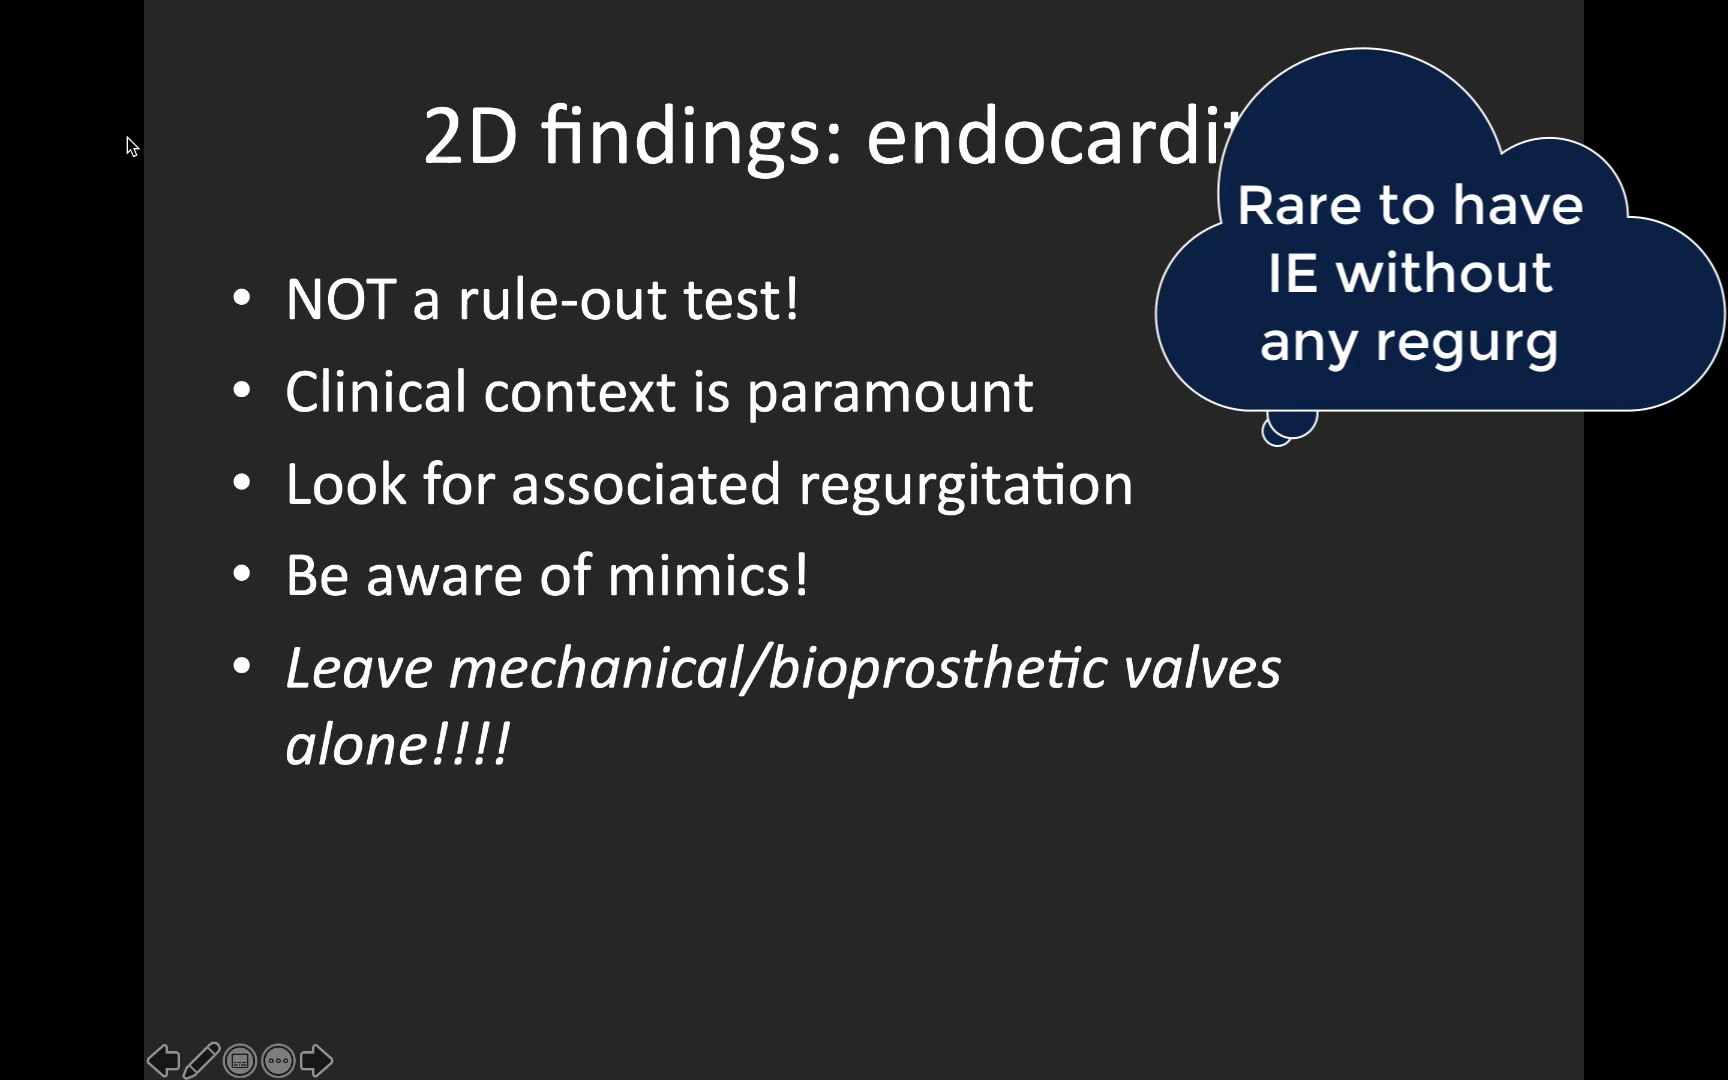 2D findings: endocardit
Rare to have
IE without
any regurg
• NOT a rule-out test!
• Clinical context is paramount
• Look for associated regurgitation
• Be aware of mimics!
• Leave mechanical/bioprosthetic valves
alone!!!!